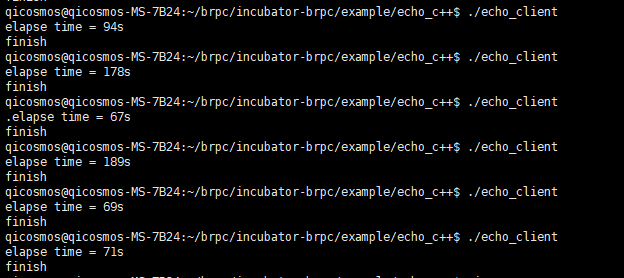 finish
qicosmos@qicosmos-MS-7B24:~/brpc/incubator-brpc/example/echo_c++$ ./echo_client
elapse time = 94s
finish
qicosmos@qicosmos-MS-7B24:~/brpc/incubator-brpc/example/echo_c++$ ./echo_client
elapse time = 178s
finish
qicosmos@qicosmos-MS-7B24:~/brpc/incubator-brpc/example/echo_c++$ ./echo_client
.elapse time = 67s
finish
qicosmos@qicosmos-MS-7B24:~/brpc/incubator-brpc/example/echo_c++$ ./echo_client
elapse time = 189s
finish
qicosmos@qicosmos-MS-7B24:~/brpc/incubator-brpc/example/echo_c++$ ./echo_client
elapse time = 69s
finish
qicosmos@qicosmos-MS-7B24:~/brpc/incubator-brpc/example/echo_c++$ ./echo_client
elapse time = 71s
finish